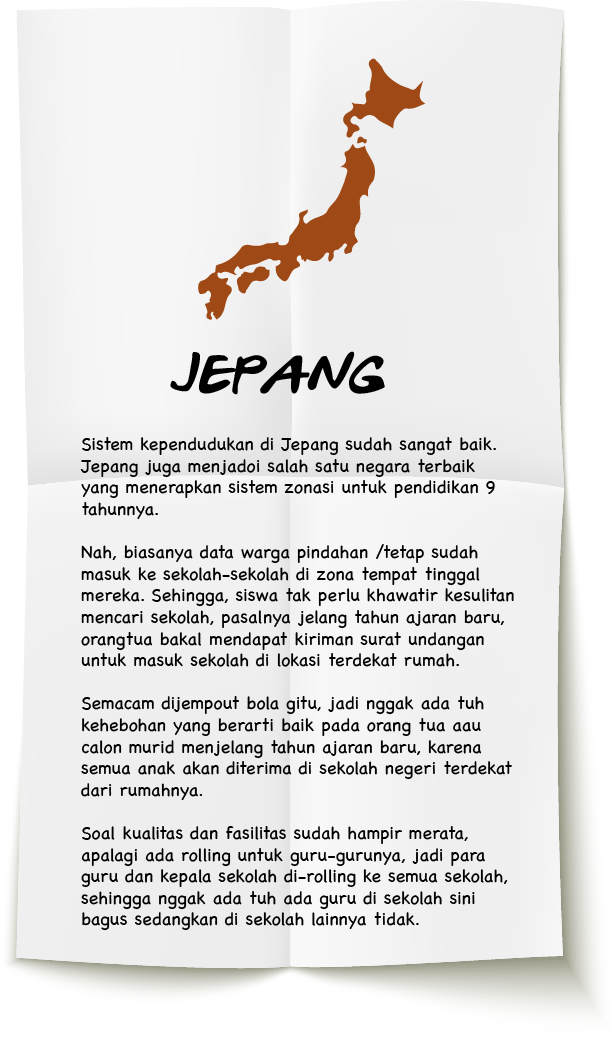 JEPANG
Sistem kependudukan di Jepang sudah sangat baik.
Jepang juga menjadoi salah satu negara terbaik
yang menerapkan sistem zonasi untuk pendidikan 9
tahunnya.
Nah, biasanya data warga pindahan /tetap sudah
masuk ke sekolah-sekolah di zona tempat tinggal
mereka. Sehingga, siswa tak perlu khawatir kesulitan
mencari sekolah, pasalnya jelang tahun ajaran baru,
orangtua bakal mendapat kiriman surat undangan
untuk masuk sekolah di lokasi terdekat rumah.
Semacam dijempout bola gitu, jadi nggak ada tuh
kehebohan yang berarti baik pada orang tua aau
calon murid menjelang tahun ajaran baru, karena
semua anak akan diterima di sekolah negeri terdekat
dari rumahnya.
Soal kualitas dan fasilitas sudah hampir merata,
apalagi ada rolling untuk guru-gurunya, jadi para
guru dan kepala sekolah di-rolling ke semua sekolah,
sehingga nggak ada tuh ada guru di sekolah sini
bagus sedangkan di sekolah lainnya tidak.